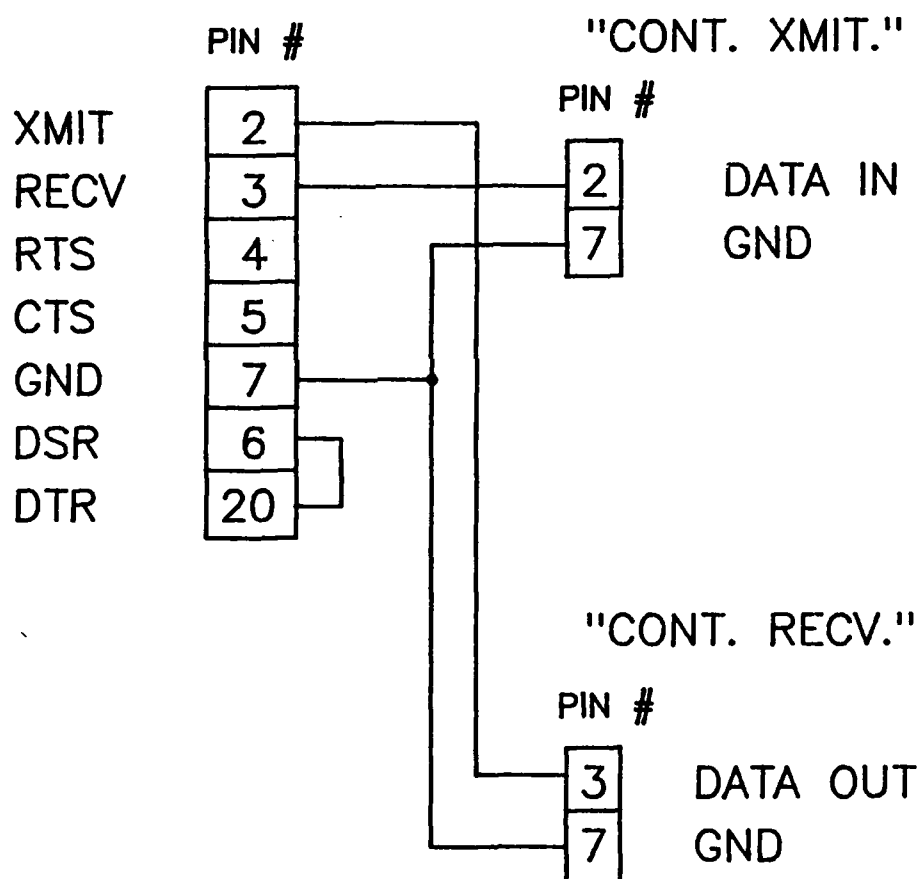 PIN #
XMIT 2
RECV 3
RTS 4
CTS 5
GND 7
DSR 6
DTR 20
"CONT. XMIT."
PIN #
2 DATA IN
7 GND
"CONT. RECV."
PIN #
3 DATA OUT
7 GND